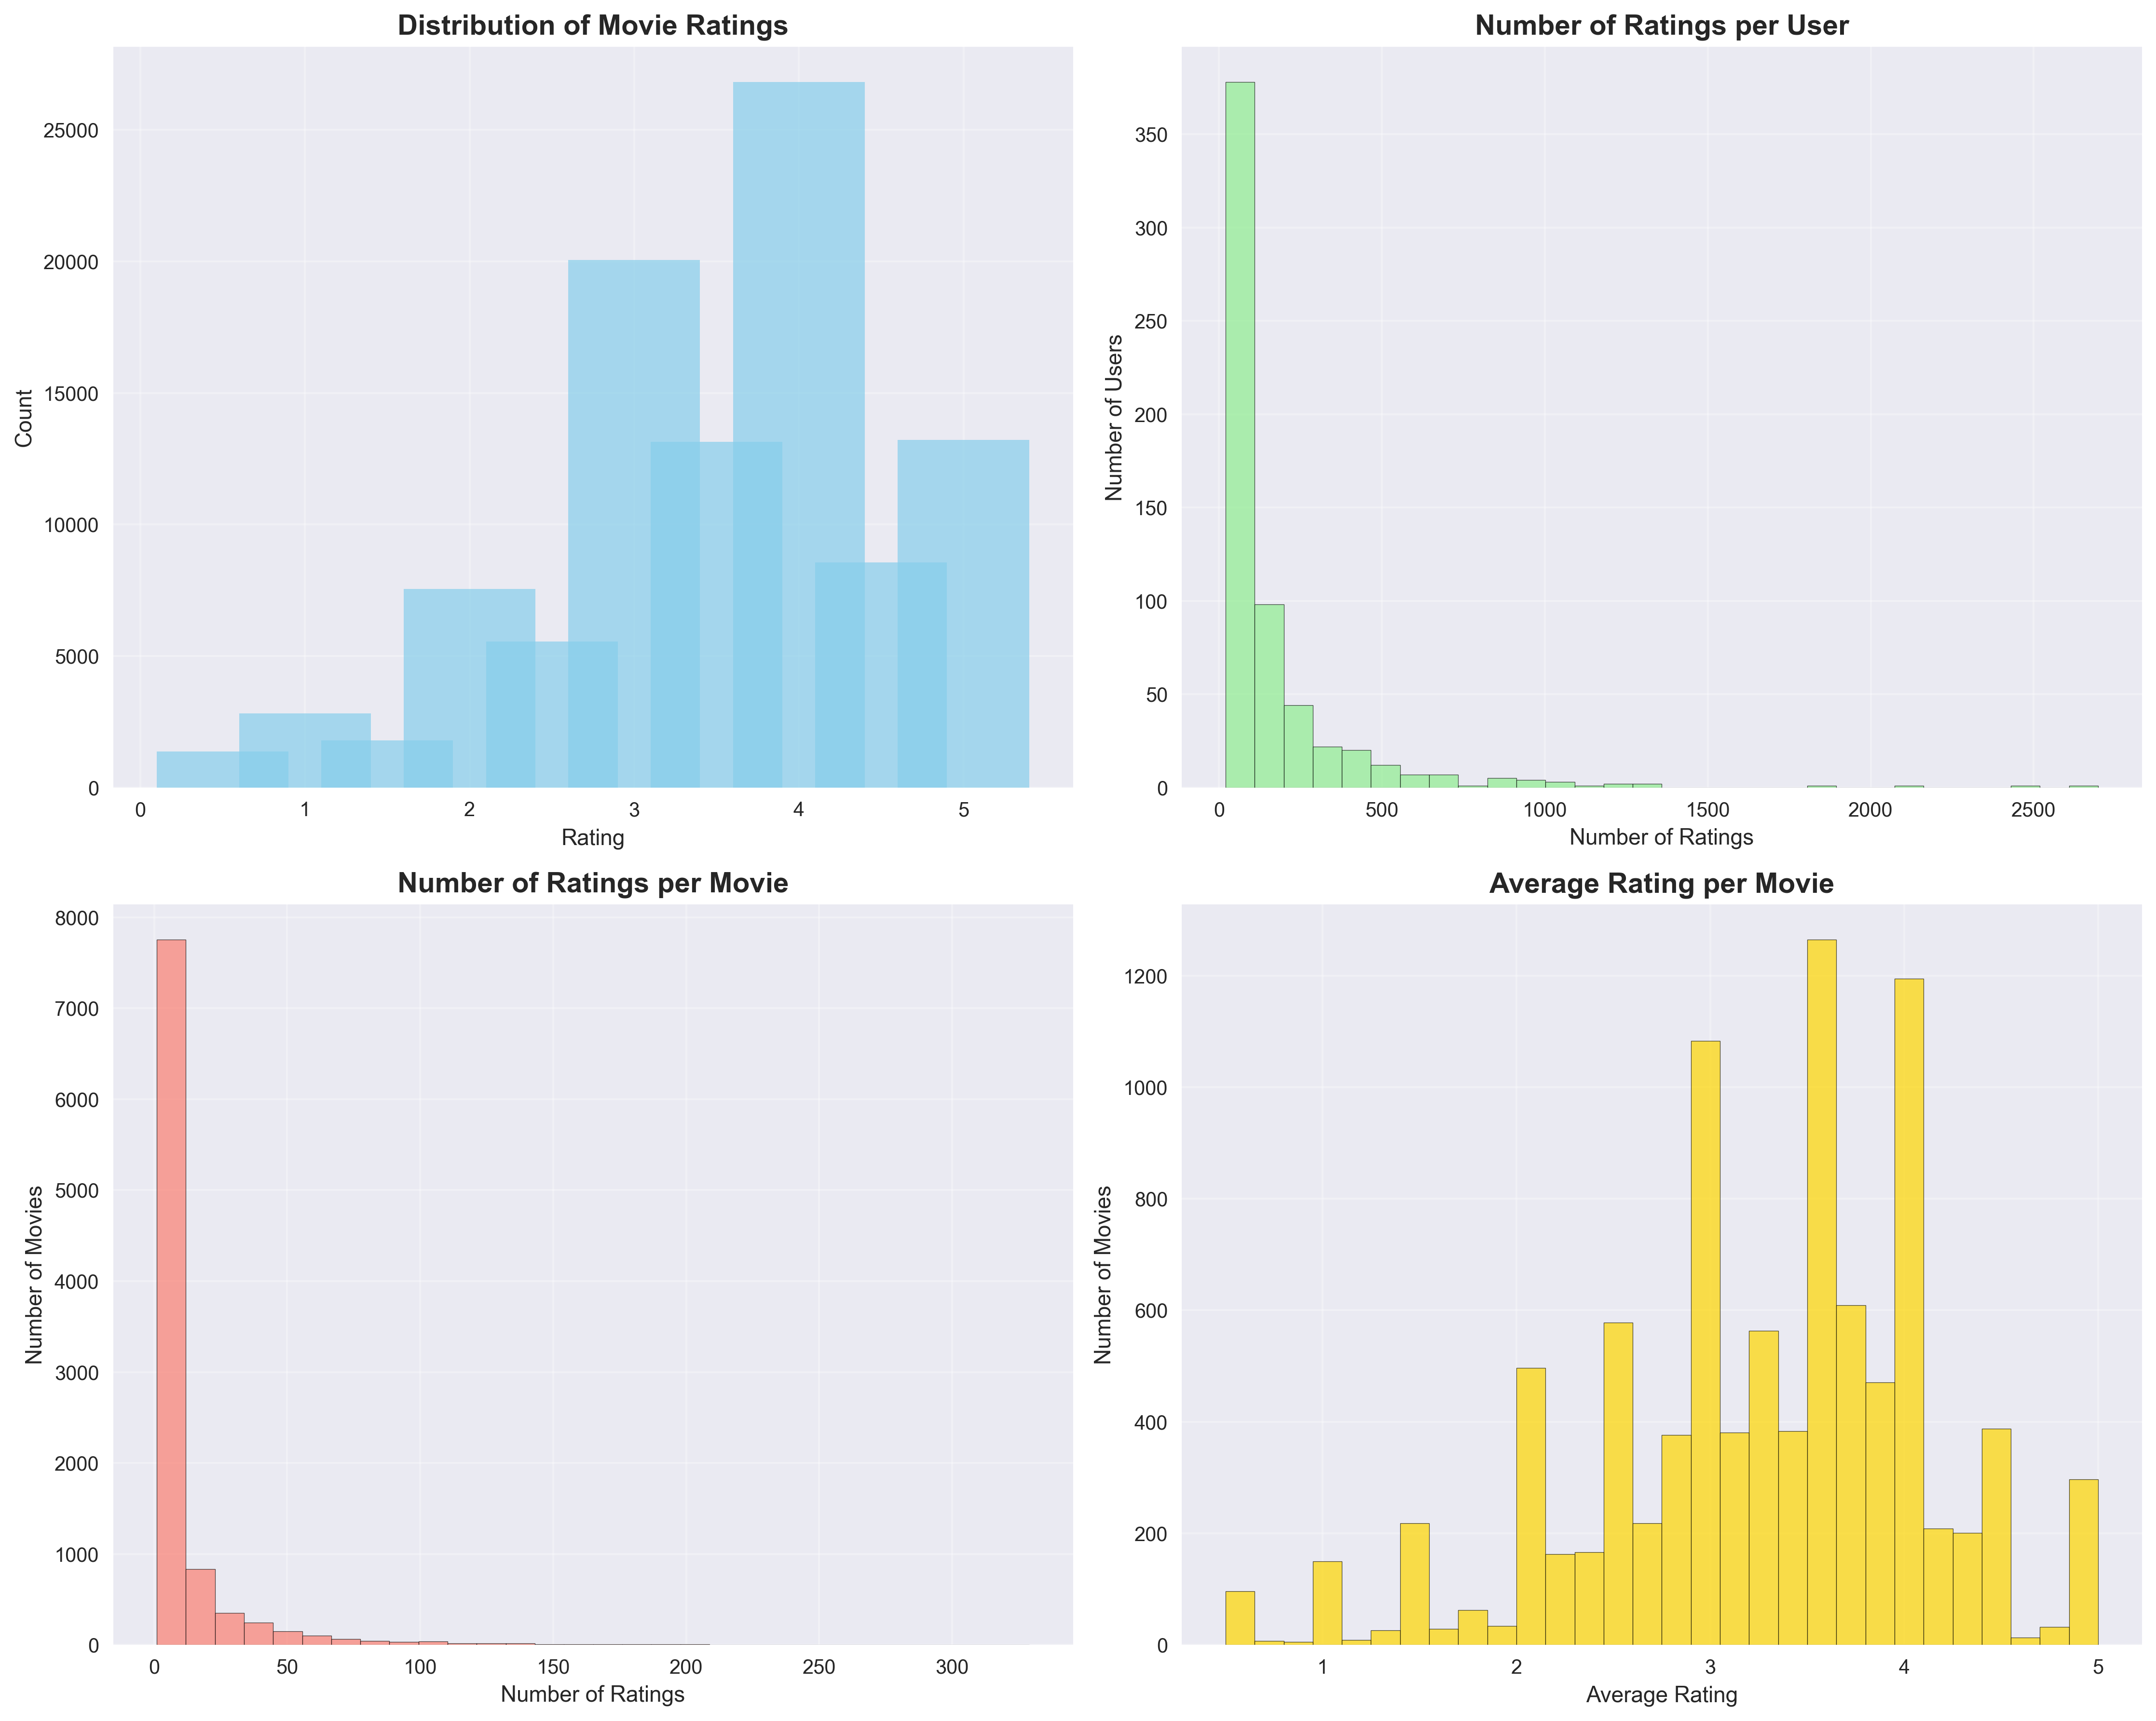 Distribution of Movie Ratings
Count
25000
20000
15000
10000
5000
0
0 1 2 3 4 5
Rating
Number of Ratings per User
Number of Users
350
300
250
200
150
100
50
0
0 500 1000 1500 2000 2500
Number of Ratings
Number of Ratings per Movie
Number of Movies
8000
7000
6000
5000
4000
3000
2000
1000
0
0 50 100 150 200 250 300
Number of Ratings
Average Rating per Movie
Number of Movies
1200
1000
800
600
400
200
0
1 2 3 4 5
Average Rating